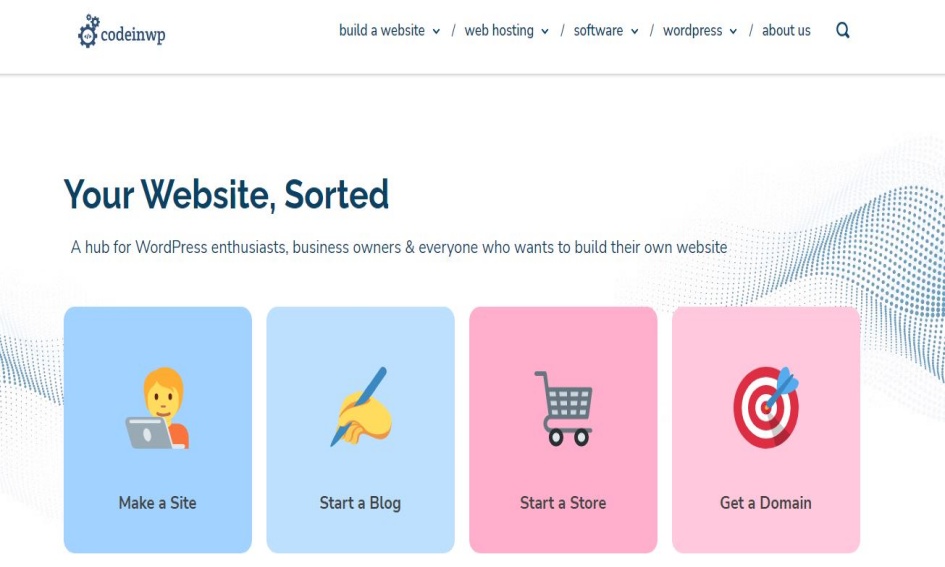 codeinwp
build a website / web hosting / software / wordpress / about us
Your Website, Sorted
A hub for WordPress enthusiasts, business owners & everyone who wants to build their own website
Make a Site
Start a Blog
Start a Store
Get a Domain